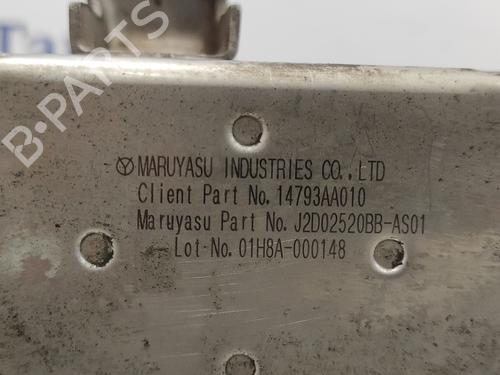 MARUYASU INDUSTRIES CO.,LTD
Client Part No. 14793AA010
Maruyasu Part No. J2D02520BB-AS01
Lot-No. 01H8A-000148
B-PARTS